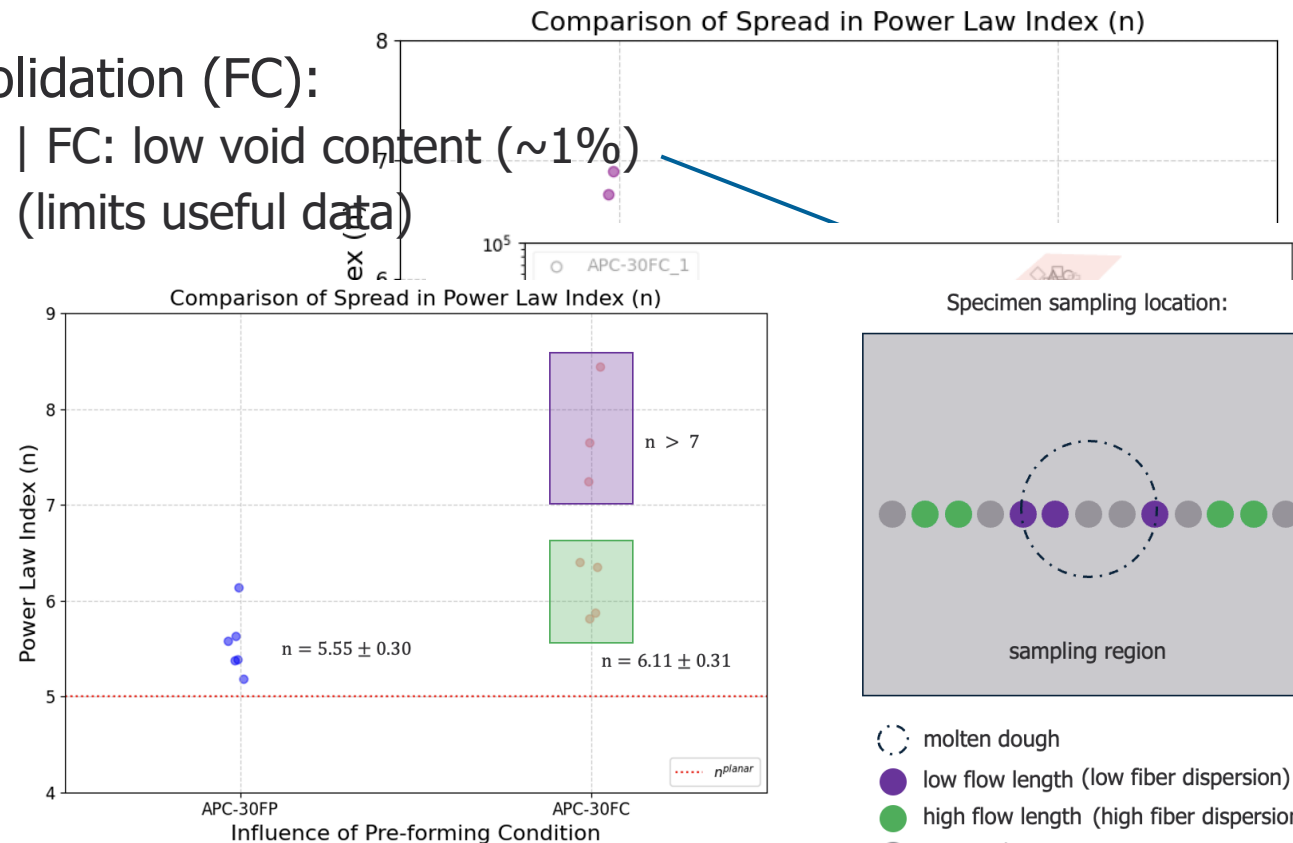 Comparison of Spread in Power Law Index (n)
8
olidation (FC):
| FC: low void content (~1%)
7
(limits useful data)
10⁵
APC-30FC_1
6
Comparison of Spread in Power Law Index (n)
9
8
7
6
5
4
Power Law Index (n)
n > 7
n = 5.55 ± 0.30
n = 6.11 ± 0.31
n^planar
APC-30FP
APC-30FC
Influence of Pre-forming Condition
Specimen sampling location:
sampling region
molten dough
low flow length (low fiber dispersion)
high flow length (high fiber dispersion